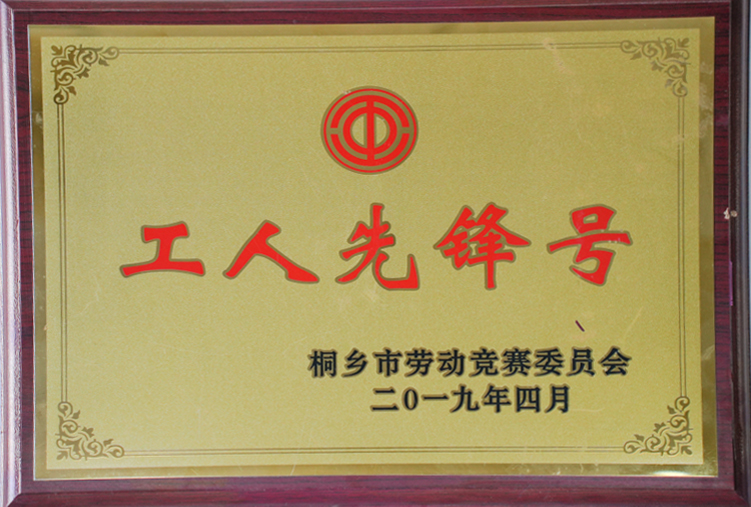 工人先锋号
桐乡市劳动竞赛委员会
二0一九年四月